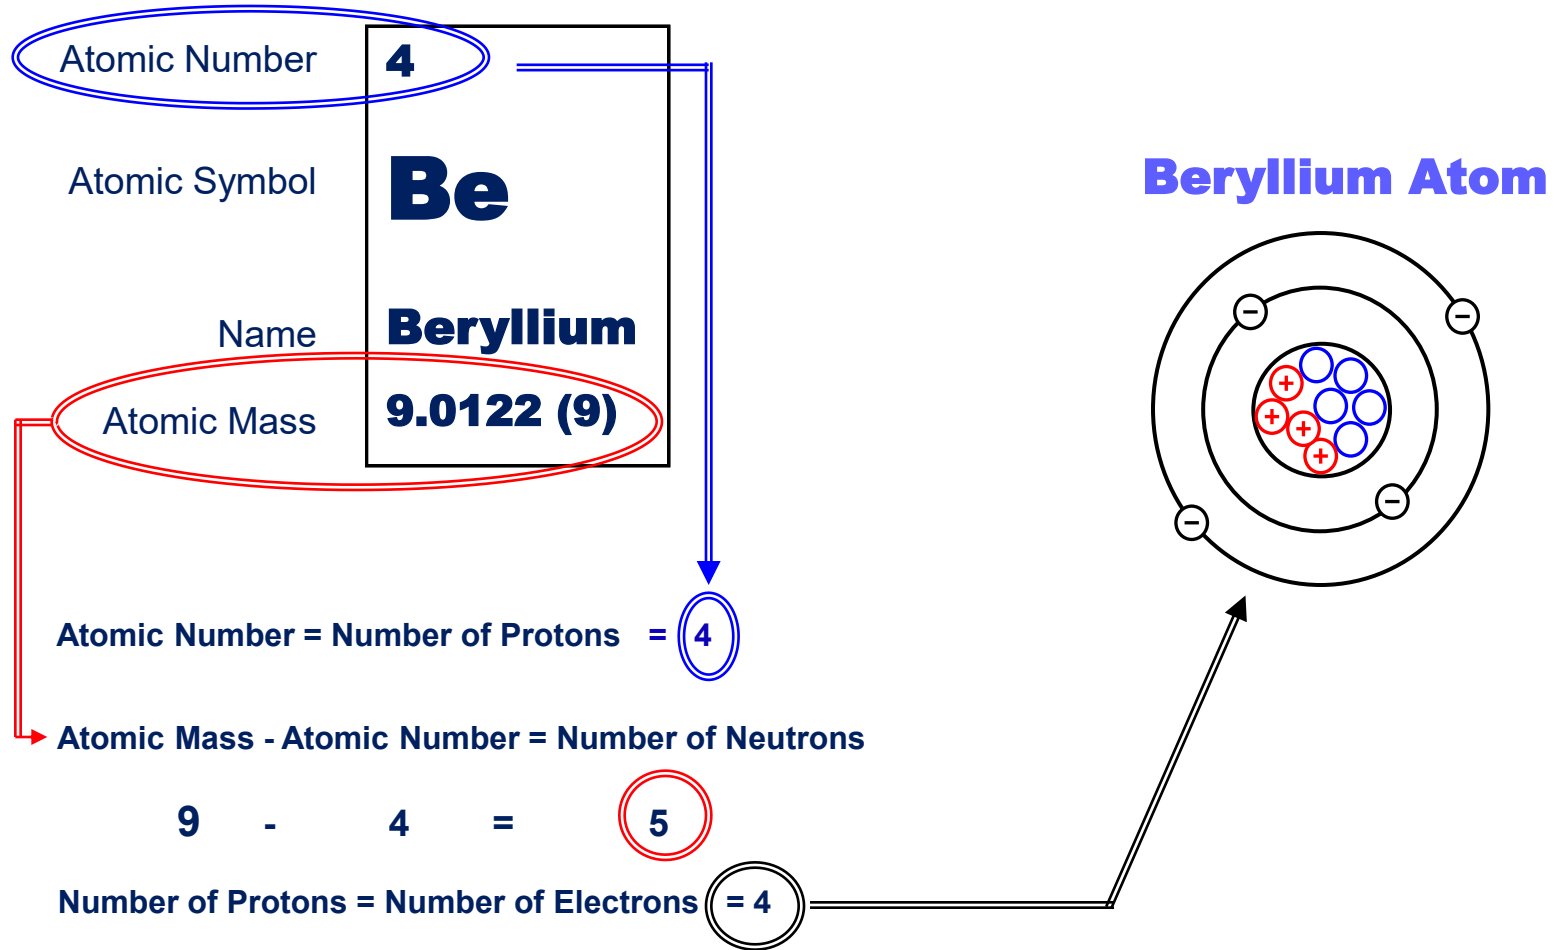 Atomic Number 4
Atomic Symbol Be
Name Beryllium
Atomic Mass 9.0122 (9)
Beryllium Atom
− −
+ + + +
− −
Atomic Number = Number of Protons = 4
Atomic Mass - Atomic Number = Number of Neutrons
9 - 4 = 5
Number of Protons = Number of Electrons = 4